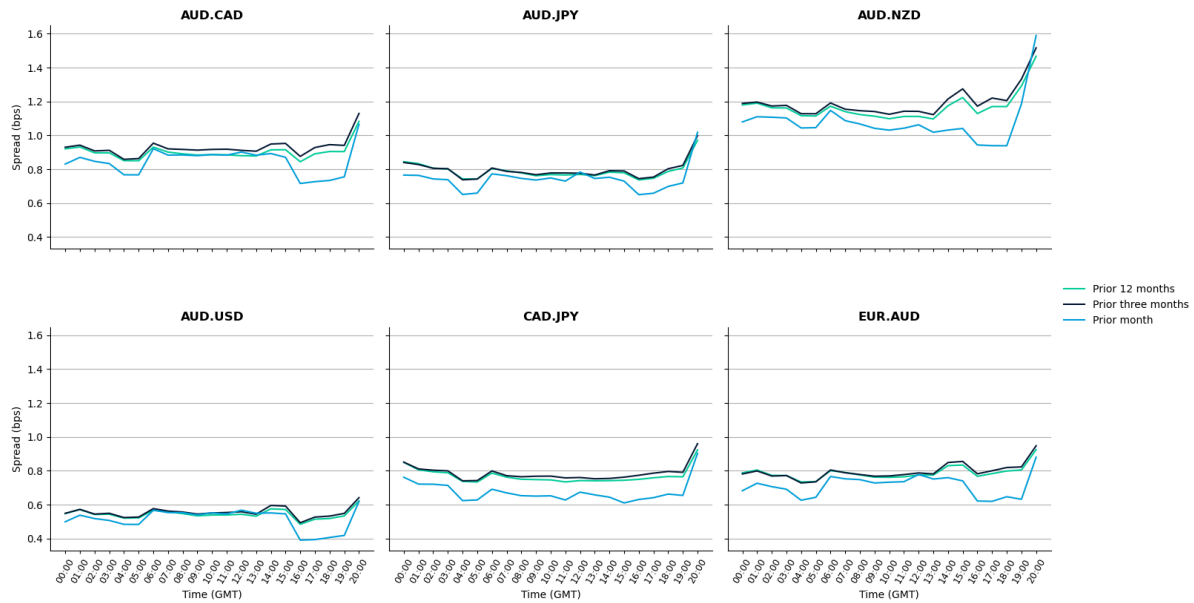 AUD.CAD
AUD.JPY
AUD.NZD
1.6
1.4
1.2
1.0
0.8
0.6
0.4
Spread (bps)
AUD.USD
CAD.JPY
EUR.AUD
1.6
1.4
1.2
1.0
0.8
0.6
0.4
Spread (bps)
00:00 01:00 02:00 03:00 04:00 05:00 06:00 07:00 08:00 09:00 10:00 11:00 12:00 13:00 14:00 15:00 16:00 17:00 18:00 19:00 20:00
00:00 01:00 02:00 03:00 04:00 05:00 06:00 07:00 08:00 09:00 10:00 11:00 12:00 13:00 14:00 15:00 16:00 17:00 18:00 19:00 20:00
00:00 01:00 02:00 03:00 04:00 05:00 06:00 07:00 08:00 09:00 10:00 11:00 12:00 13:00 14:00 15:00 16:00 17:00 18:00 19:00 20:00
Time (GMT)
Time (GMT)
Time (GMT)
Prior 12 months
Prior three months
Prior month